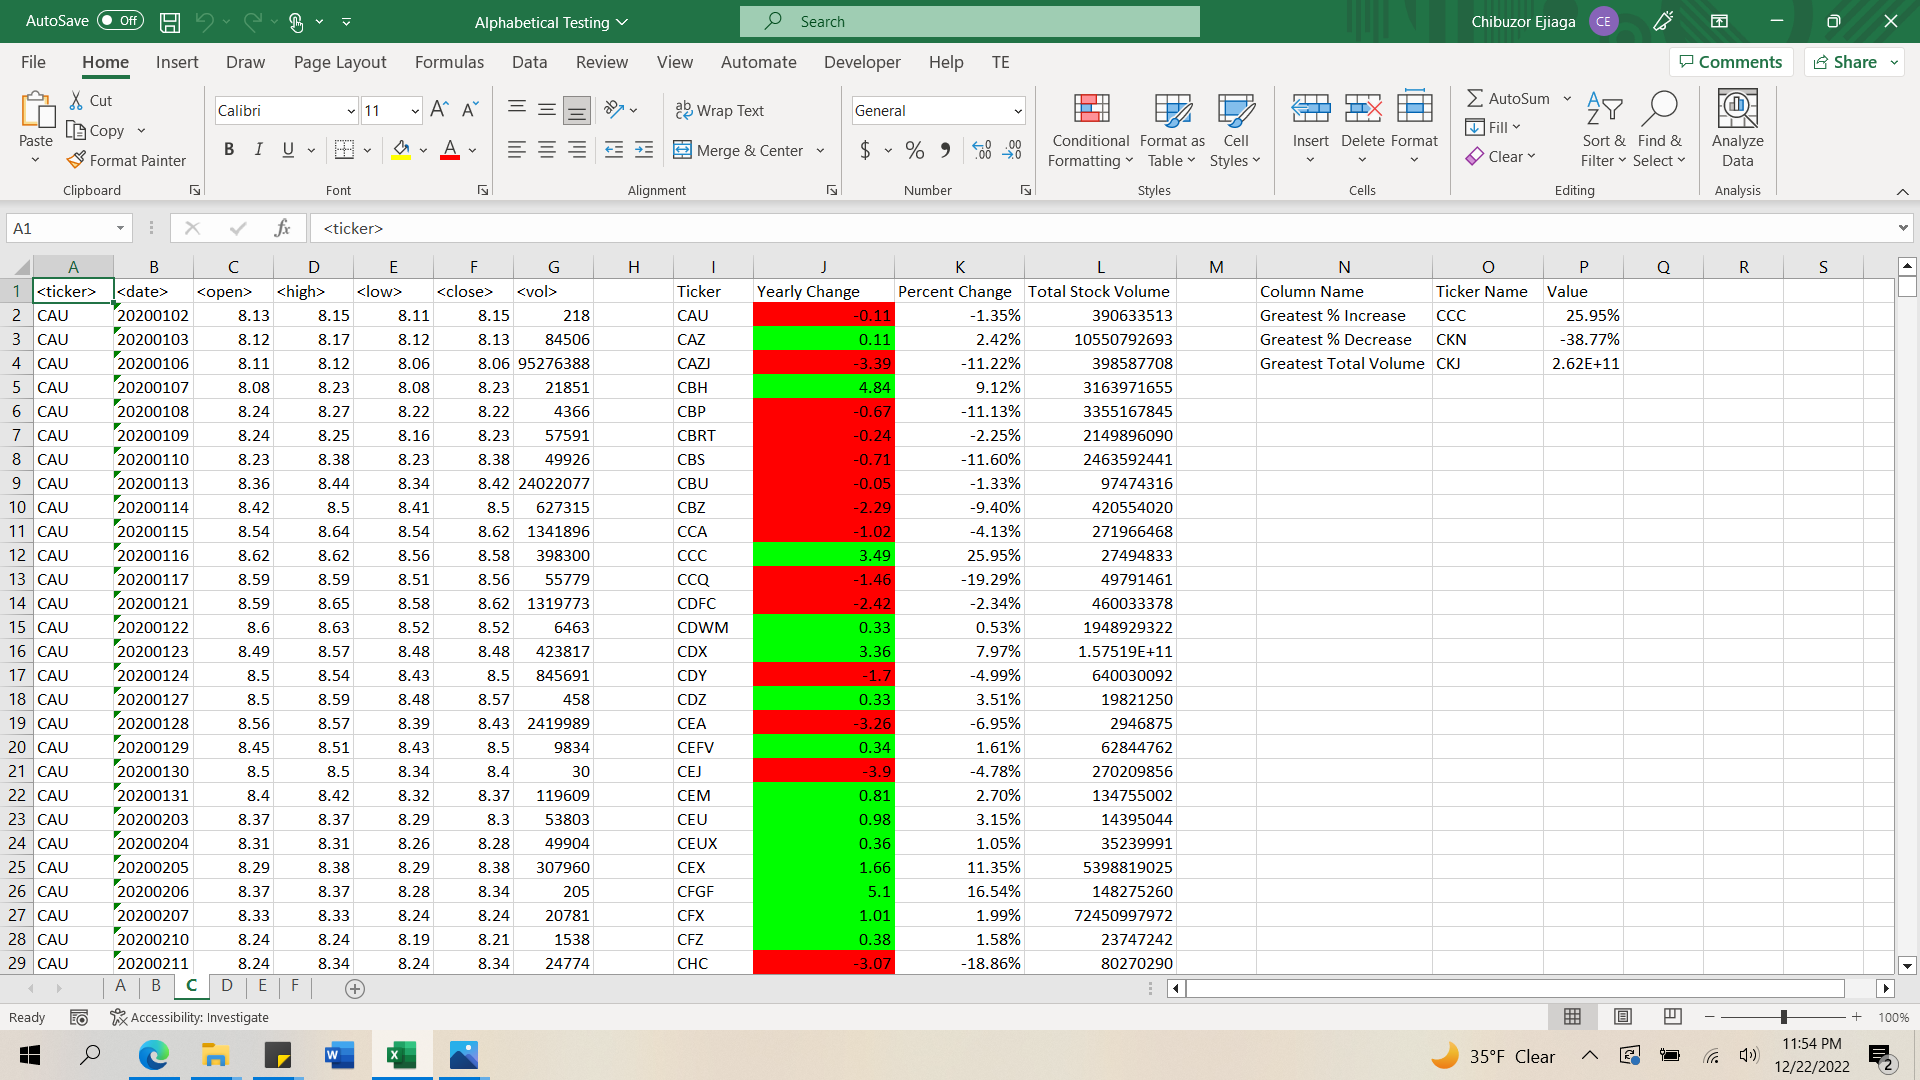 AutoSave Off Alphabetical Testing Search Chibuzor Ejiaga CE
File Home Insert Draw Page Layout Formulas Data Review View Automate Developer Help TE Comments Share
Paste Cut Copy Format Painter Clipboard
Calibri 11 B I U A Font
Wrap Text Merge & Center Alignment
General $ % Number
Conditional Formatting Format as Table Cell Styles Styles
Insert Delete Format Cells
AutoSum Fill Clear Sort & Filter Find & Select Editing
Analyze Data Analysis
A1 fx <ticker>
A B C D E F G H I J K L M N O P Q R S
1 <ticker> <date> <open> <high> <low> <close> <vol> Ticker Yearly Change Percent Change Total Stock Volume Column Name Ticker Name Value
2 CAU 20200102 8.13 8.15 8.11 8.15 218 CAU -0.11 -1.35% 390633513 Greatest % Increase CCC 25.95%
3 CAU 20200103 8.12 8.17 8.12 8.13 84506 CAZ 0.11 2.42% 10550792693 Greatest % Decrease CKN -38.77%
4 CAU 20200106 8.11 8.12 8.06 8.06 95276388 CAZJ -3.39 -11.22% 398587708 Greatest Total Volume CKJ 2.62E+11
5 CAU 20200107 8.08 8.23 8.08 8.23 21851 CBH 4.84 9.12% 3163971655
6 CAU 20200108 8.24 8.27 8.22 8.22 4366 CBP -0.67 -11.13% 3355167845
7 CAU 20200109 8.24 8.25 8.16 8.23 57591 CBRT -0.24 -2.25% 2149896090
8 CAU 20200110 8.23 8.38 8.23 8.38 49926 CBS -0.71 -11.60% 2463592441
9 CAU 20200113 8.36 8.44 8.34 8.42 24022077 CBU -0.05 -1.33% 97474316
10 CAU 20200114 8.42 8.5 8.41 8.5 627315 CBZ -2.29 -9.40% 420554020
11 CAU 20200115 8.54 8.64 8.54 8.62 1341896 CCA -1.02 -4.13% 271966468
12 CAU 20200116 8.62 8.62 8.56 8.58 398300 CCC 3.49 25.95% 27494833
13 CAU 20200117 8.59 8.59 8.51 8.56 55779 CCQ -1.46 -19.29% 49791461
14 CAU 20200121 8.59 8.65 8.58 8.62 1319773 CDFC -2.42 -2.34% 460033378
15 CAU 20200122 8.6 8.63 8.52 8.52 6463 CDWM 0.33 0.53% 1948929322
16 CAU 20200123 8.49 8.57 8.48 8.48 423817 CDX 3.36 7.97% 1.57519E+11
17 CAU 20200124 8.5 8.54 8.43 8.5 845691 CDY -1.7 -4.99% 640030092
18 CAU 20200127 8.5 8.59 8.48 8.57 458 CDZ 0.33 3.51% 19821250
19 CAU 20200128 8.56 8.57 8.39 8.43 2419989 CEA -3.26 -6.95% 2946875
20 CAU 20200129 8.45 8.51 8.43 8.5 9834 CEFV 0.34 1.61% 62844762
21 CAU 20200130 8.5 8.5 8.34 8.4 30 CEJ -3.9 -4.78% 270209856
22 CAU 20200131 8.4 8.42 8.32 8.37 119609 CEM 0.81 2.70% 134755002
23 CAU 20200203 8.37 8.37 8.29 8.3 53803 CEU 0.98 3.15% 14395044
24 CAU 20200204 8.31 8.31 8.26 8.28 49904 CEUX 0.36 1.05% 35239991
25 CAU 20200205 8.29 8.38 8.29 8.38 307960 CEX 1.66 11.35% 5398819025
26 CAU 20200206 8.37 8.37 8.28 8.34 205 CFGF 5.1 16.54% 148275260
27 CAU 20200207 8.33 8.33 8.24 8.24 20781 CFX 1.01 1.99% 72450997972
28 CAU 20200210 8.24 8.24 8.19 8.21 1538 CFZ 0.38 1.58% 23747242
29 CAU 20200211 8.24 8.34 8.24 8.34 24774 CHC -3.07 -18.86% 80270290
A B C D E F
Ready Accessibility: Investigate 100%
35°F Clear 11:54 PM
12/22/2022 2